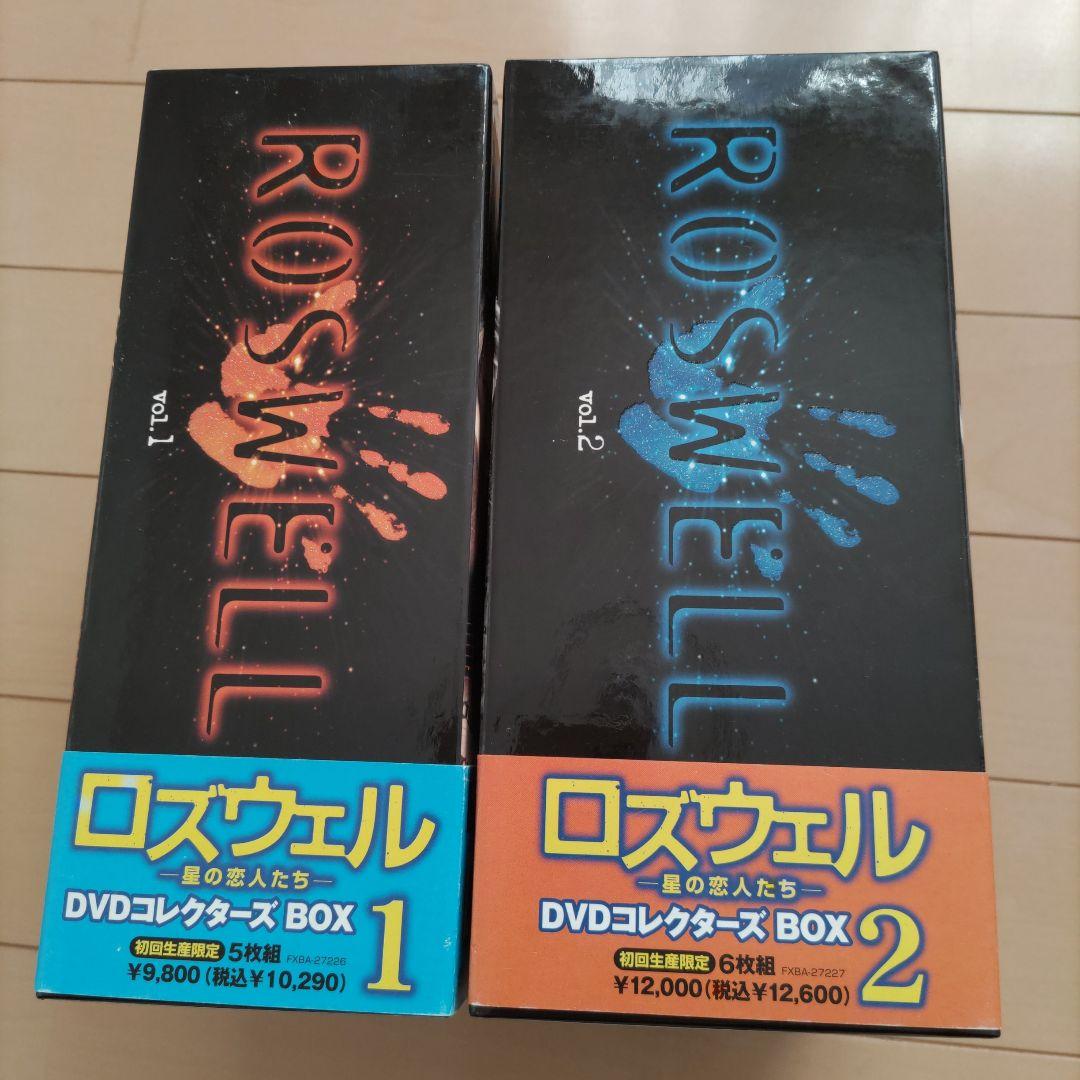 ROSWELL
vol.1
ロズウェル
―星の恋人たち―
DVDコレクターズ BOX 1
初回生産限定 5枚組 FXBA-27226
¥9,800(税込¥10,290)
ROSWELL
vol.2
ロズウェル
―星の恋人たち―
DVDコレクターズ BOX 2
初回生産限定 6枚組 FXBA-27227
¥12,000(税込¥12,600)